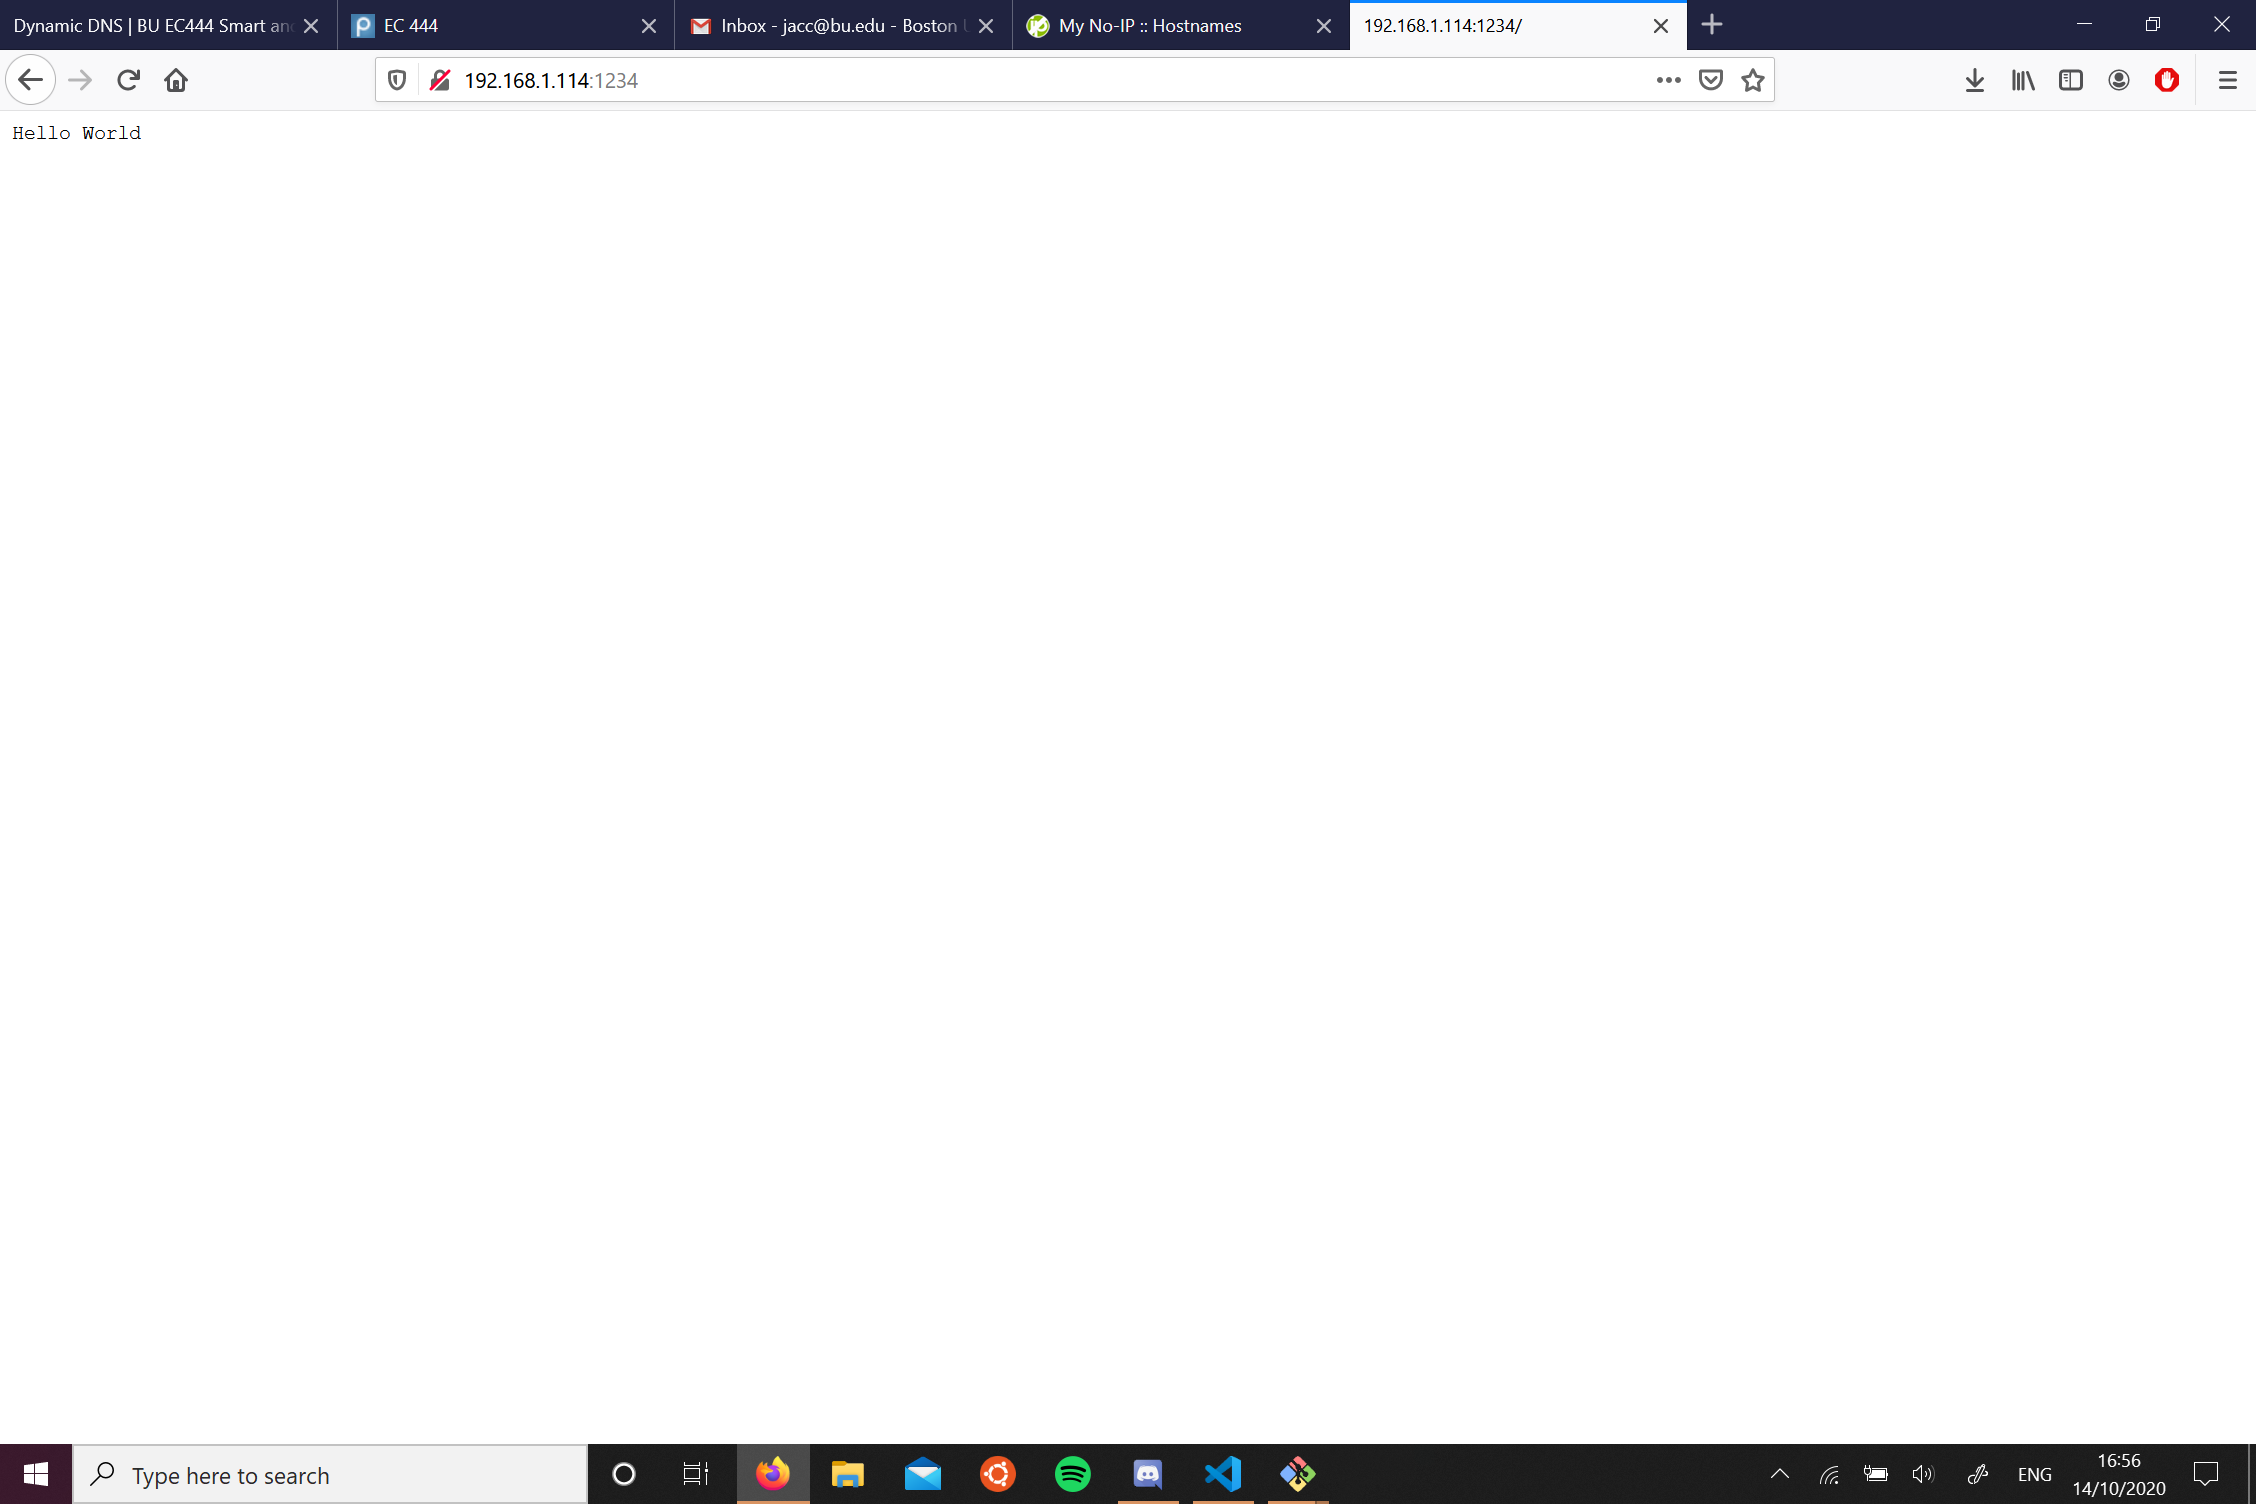 Dynamic DNS | BU EC444 Smart an
EC 444
Inbox - jacc@bu.edu - Boston U
My No-IP :: Hostnames
192.168.1.114:1234/
192.168.1.114:1234
Hello World
Type here to search
ENG
16:56
14/10/2020